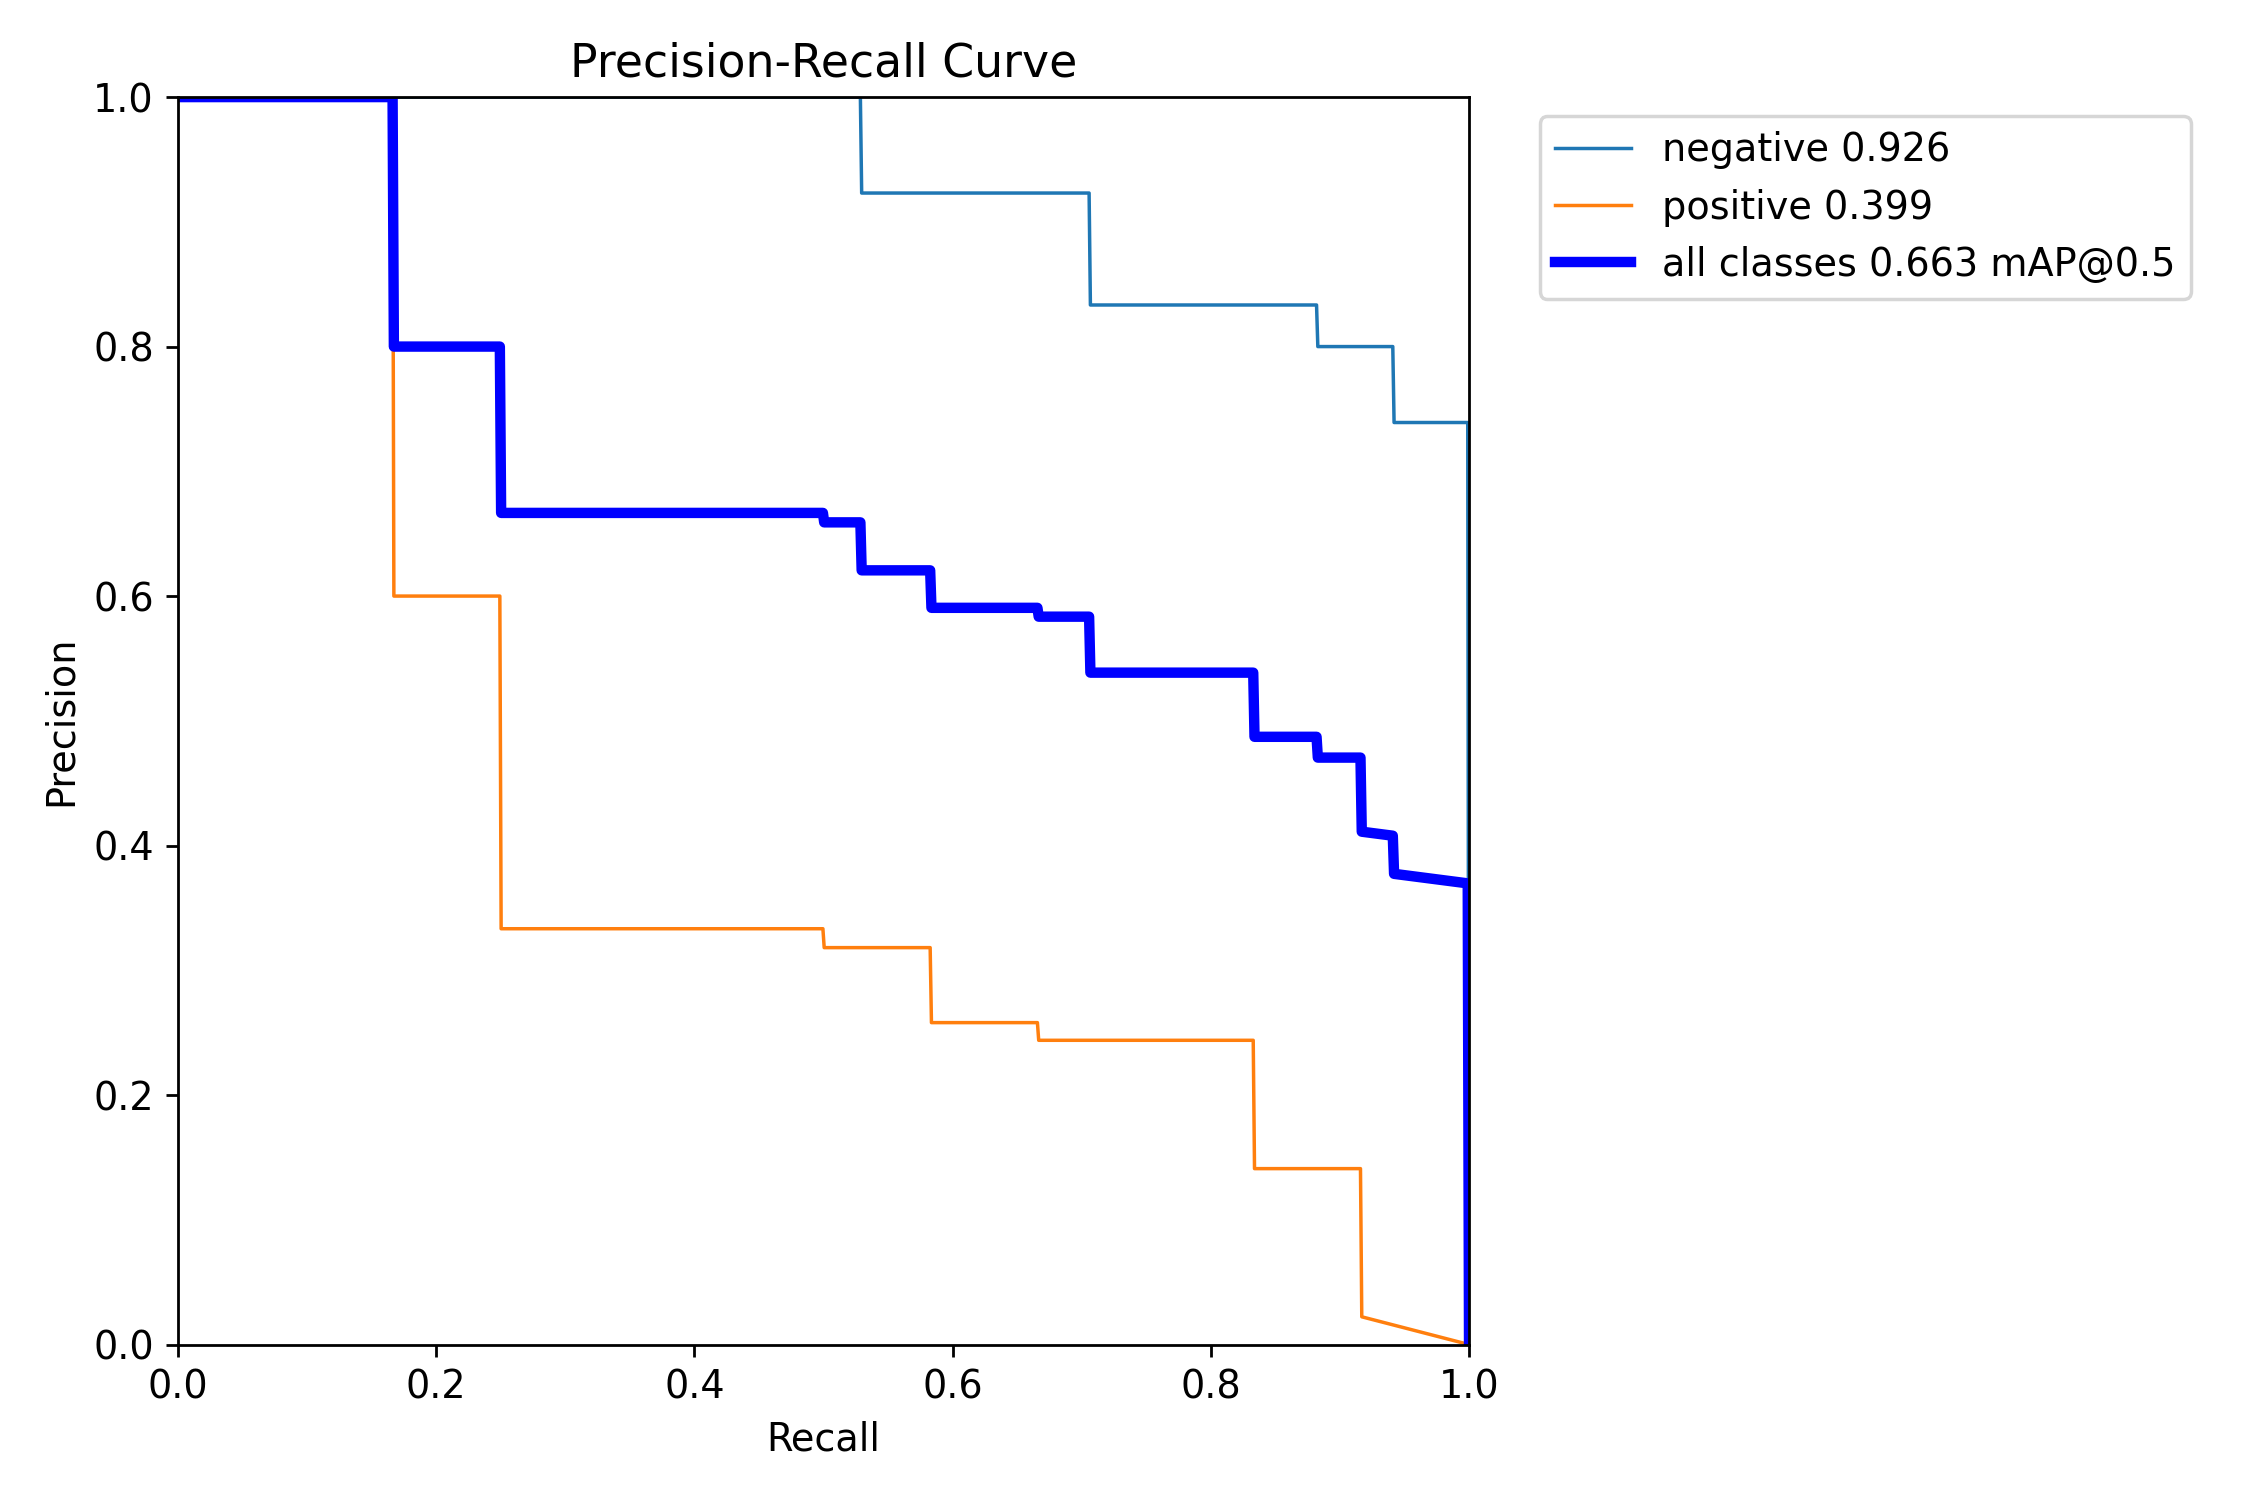 Precision-Recall Curve
negative 0.926
positive 0.399
all classes 0.663 mAP@0.5
Precision
1.0
0.8
0.6
0.4
0.2
0.0
0.0 0.2 0.4 0.6 0.8 1.0
Recall